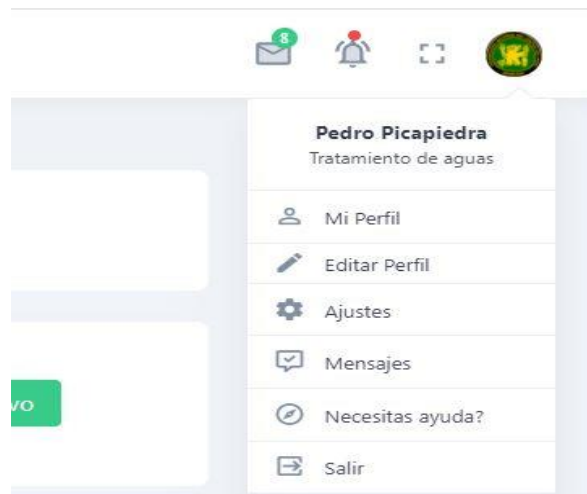 8
Pedro Picapiedra
Tratamiento de aguas
Mi Perfil
Editar Perfil
Ajustes
Mensajes
vo
Necesitas ayuda?
Salir